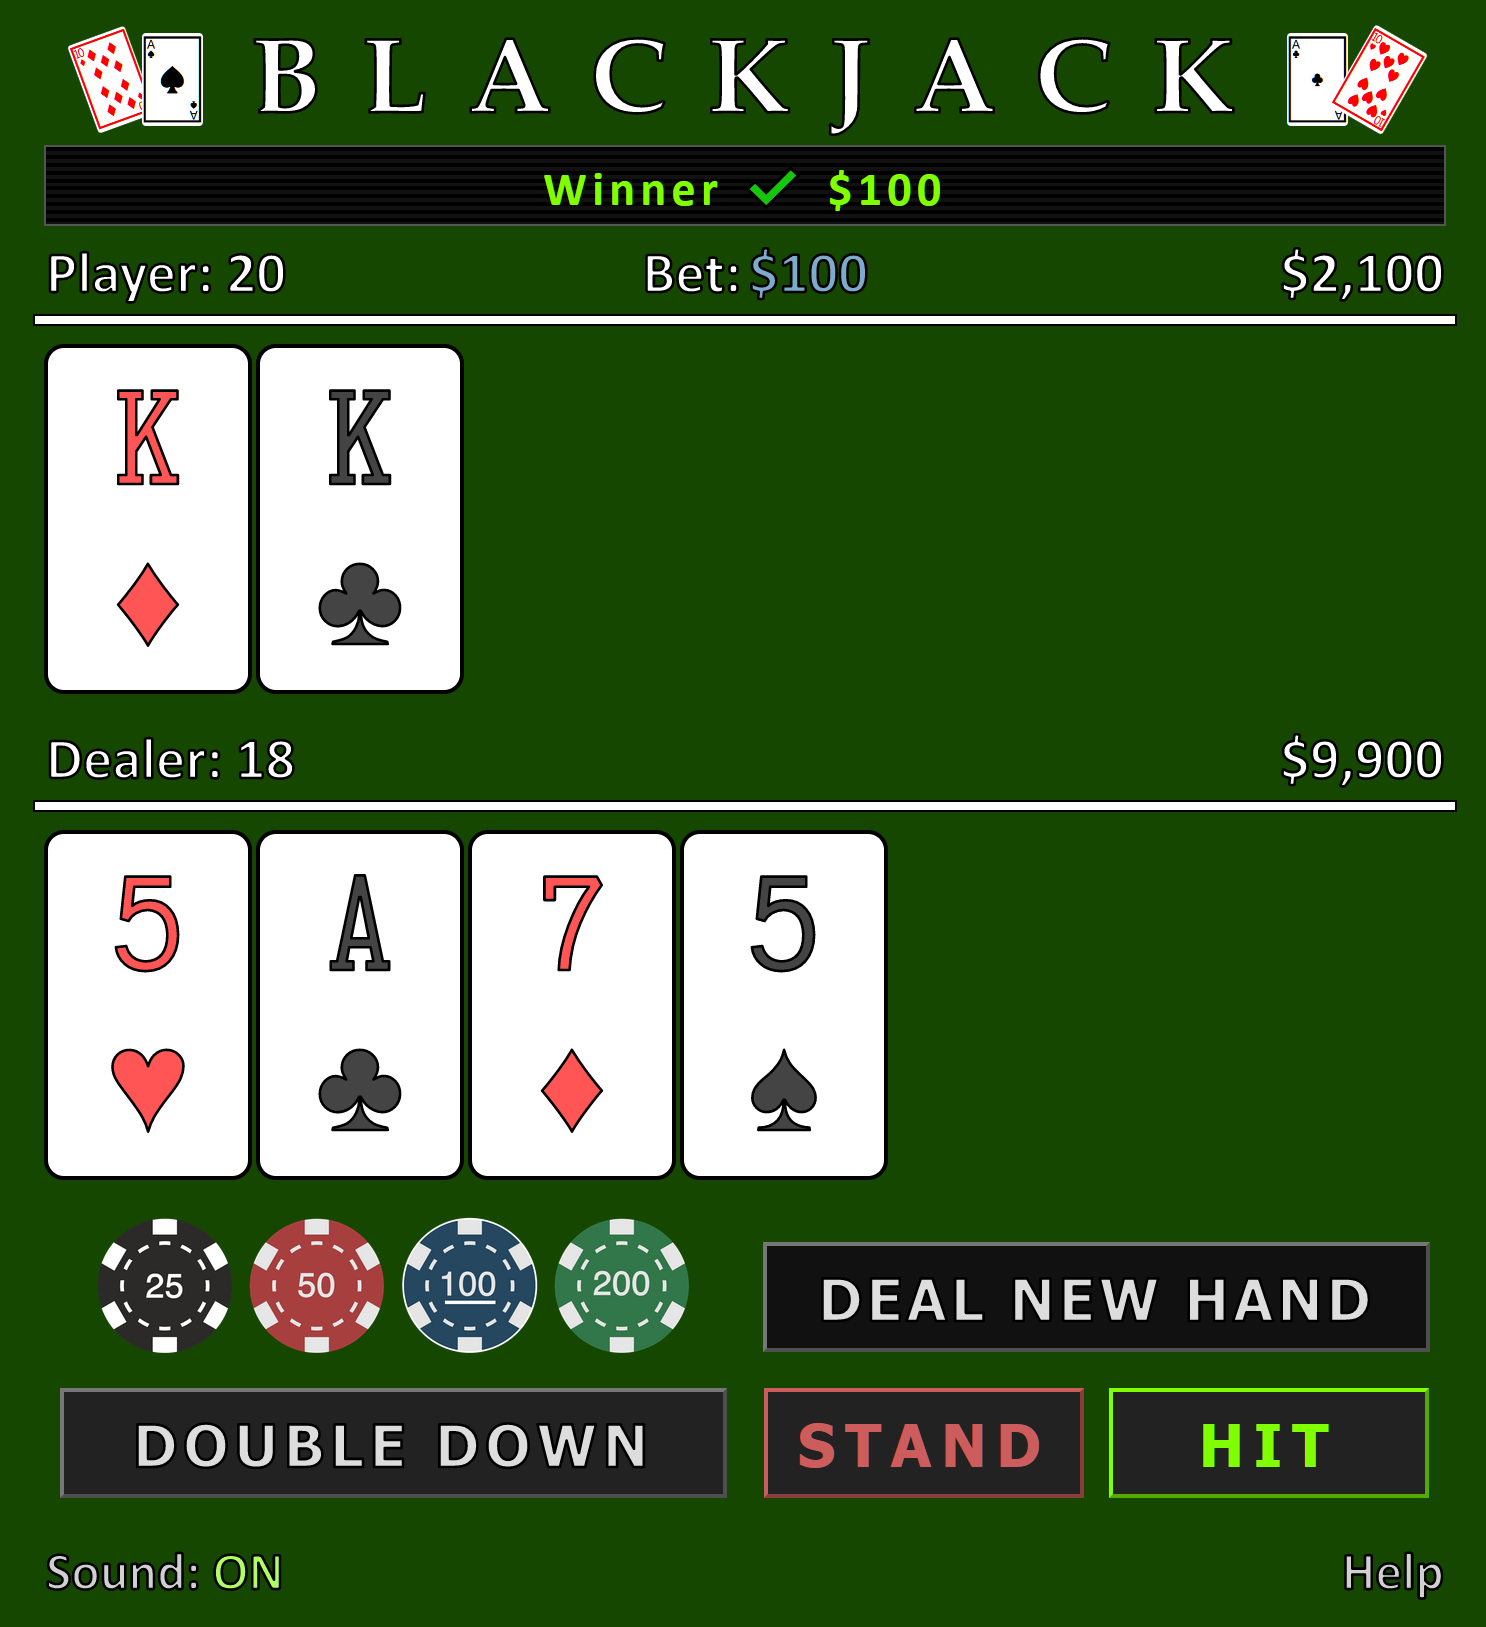 BLACKJACK
Winner ✓ $100
Player: 20 Bet: $100 $2,100
K K
Dealer: 18 $9,900
5 A 7 5
25 50 100 200
DEAL NEW HAND
DOUBLE DOWN STAND HIT
Sound: ON Help